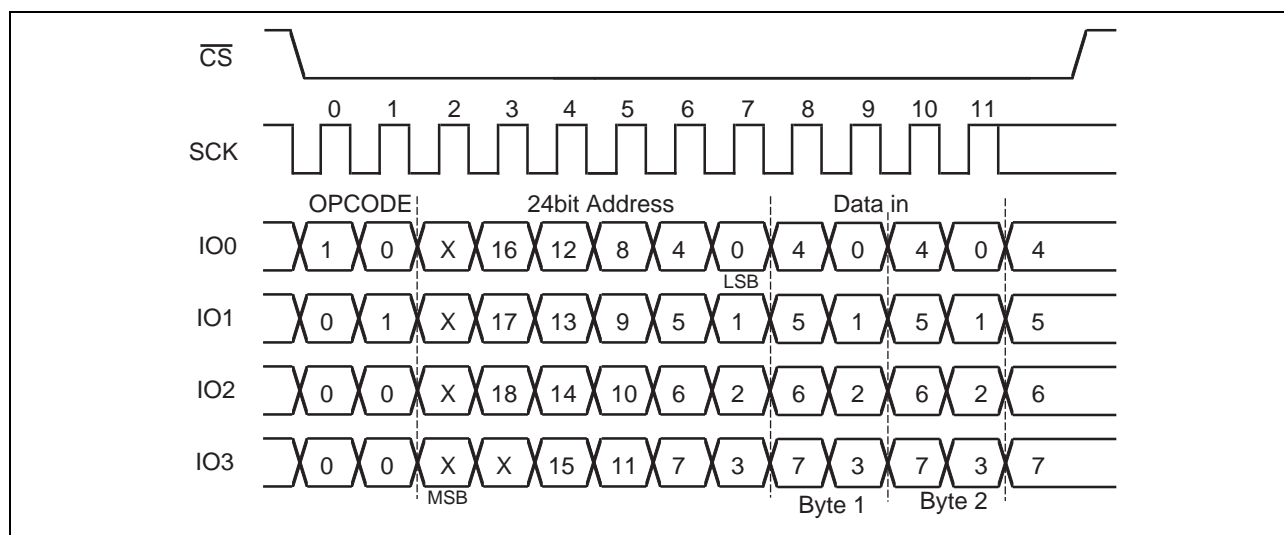 CS
0 1 2 3 4 5 6 7 8 9 10 11
SCK
OPCODE 24bit Address Data in
IO0 1 0 X 16 12 8 4 0 4 0 4 0 4
LSB
IO1 0 1 X 17 13 9 5 1 5 1 5 1 5
IO2 0 0 X 18 14 10 6 2 6 2 6 2 6
IO3 0 0 X X 15 11 7 3 7 3 7 3 7
MSB
Byte 1 Byte 2